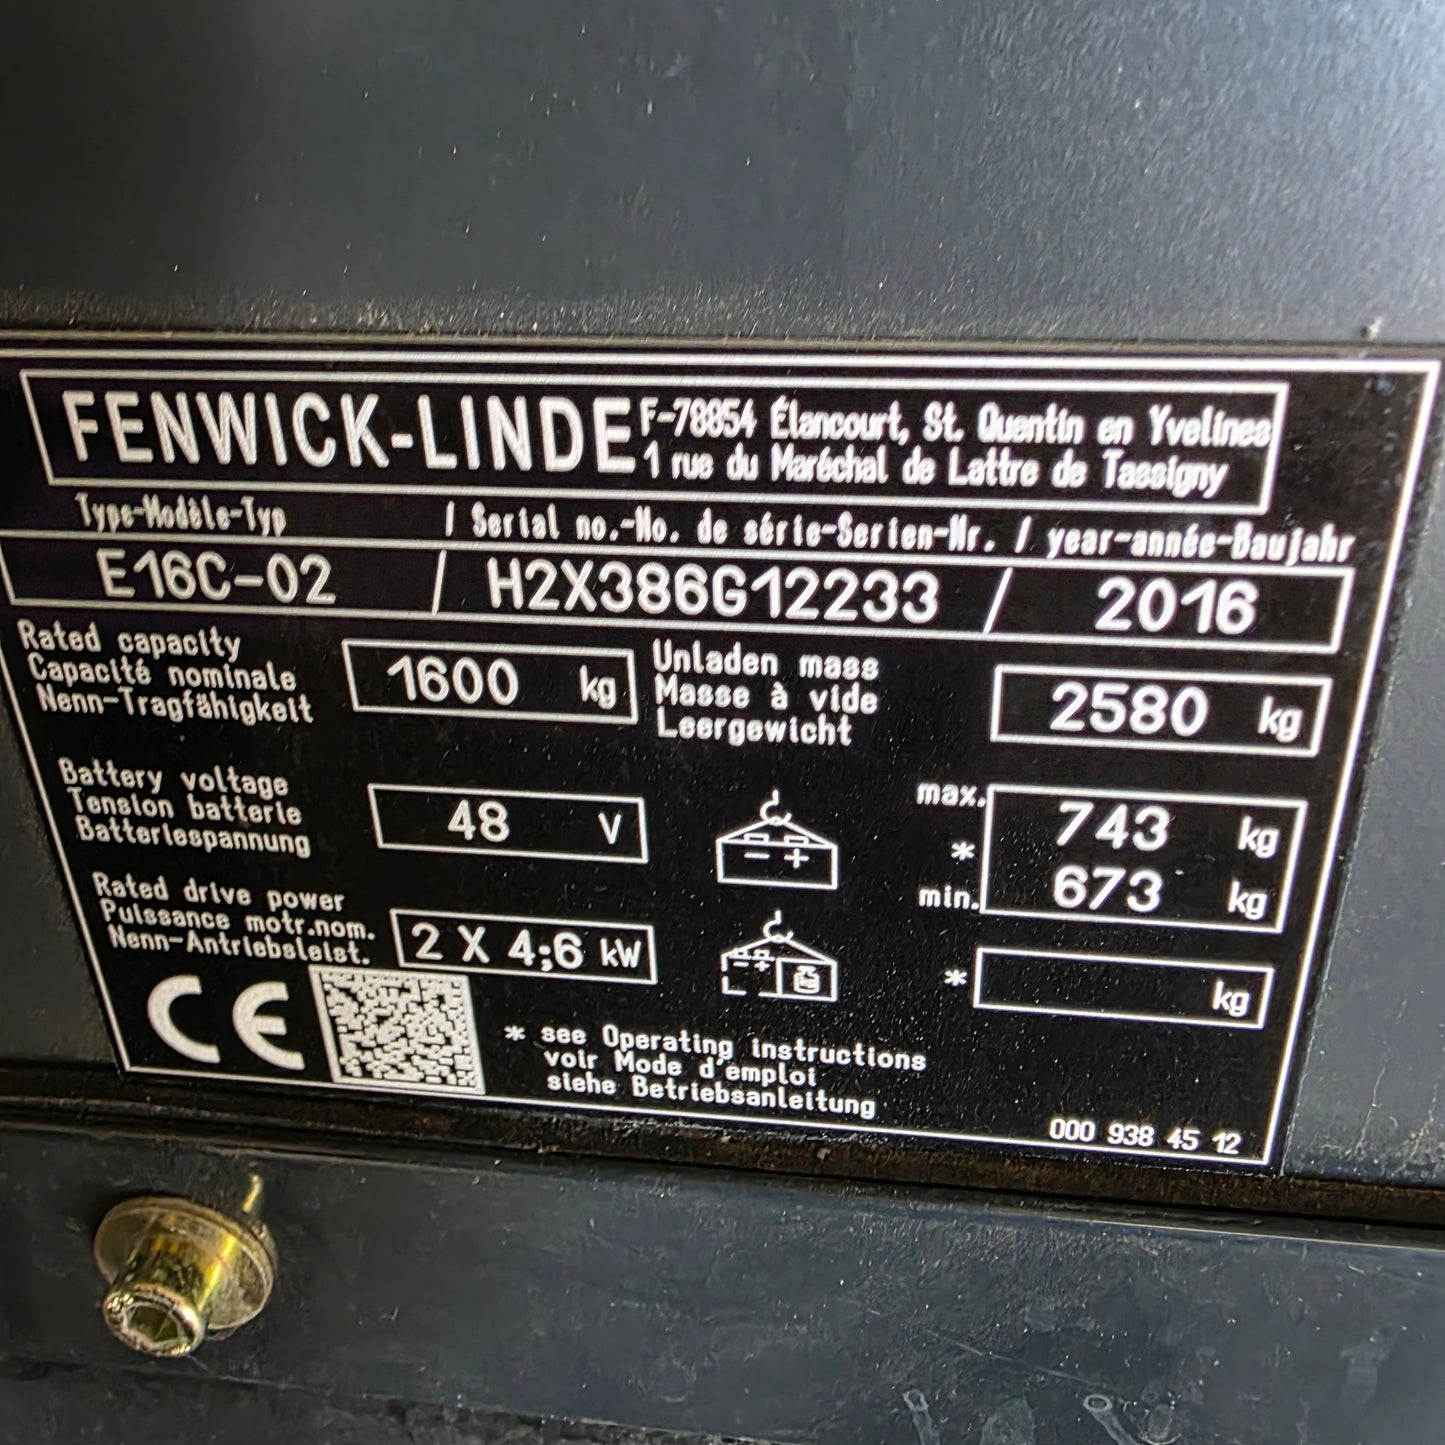 FENWICK-LINDE F-78854 Élancourt, St. Quentin en Yvelines
1 rue du Maréchal de Lattre de Tassigny
Type-Modèle-Typ / Serial no.-No. de série-Serien-Nr. / year-année-Baujahr
E16C-02 / H2X386G12233 / 2016
Rated capacity
Capacité nominale
Nenn-Tragfähigkeit
1600 kg
Unladen mass
Masse à vide
Leergewicht
2580 kg
Battery voltage
Tension batterie
Batteriespannung
48 V
max. 743 kg
*
min. 673 kg
Rated drive power
Puissance motr.nom.
Nenn-Antriebsleist.
2 X 4;6 kW
* kg
CE
* see Operating instructions
voir Mode d'emploi
siehe Betriebsanleitung
000 938 45 12